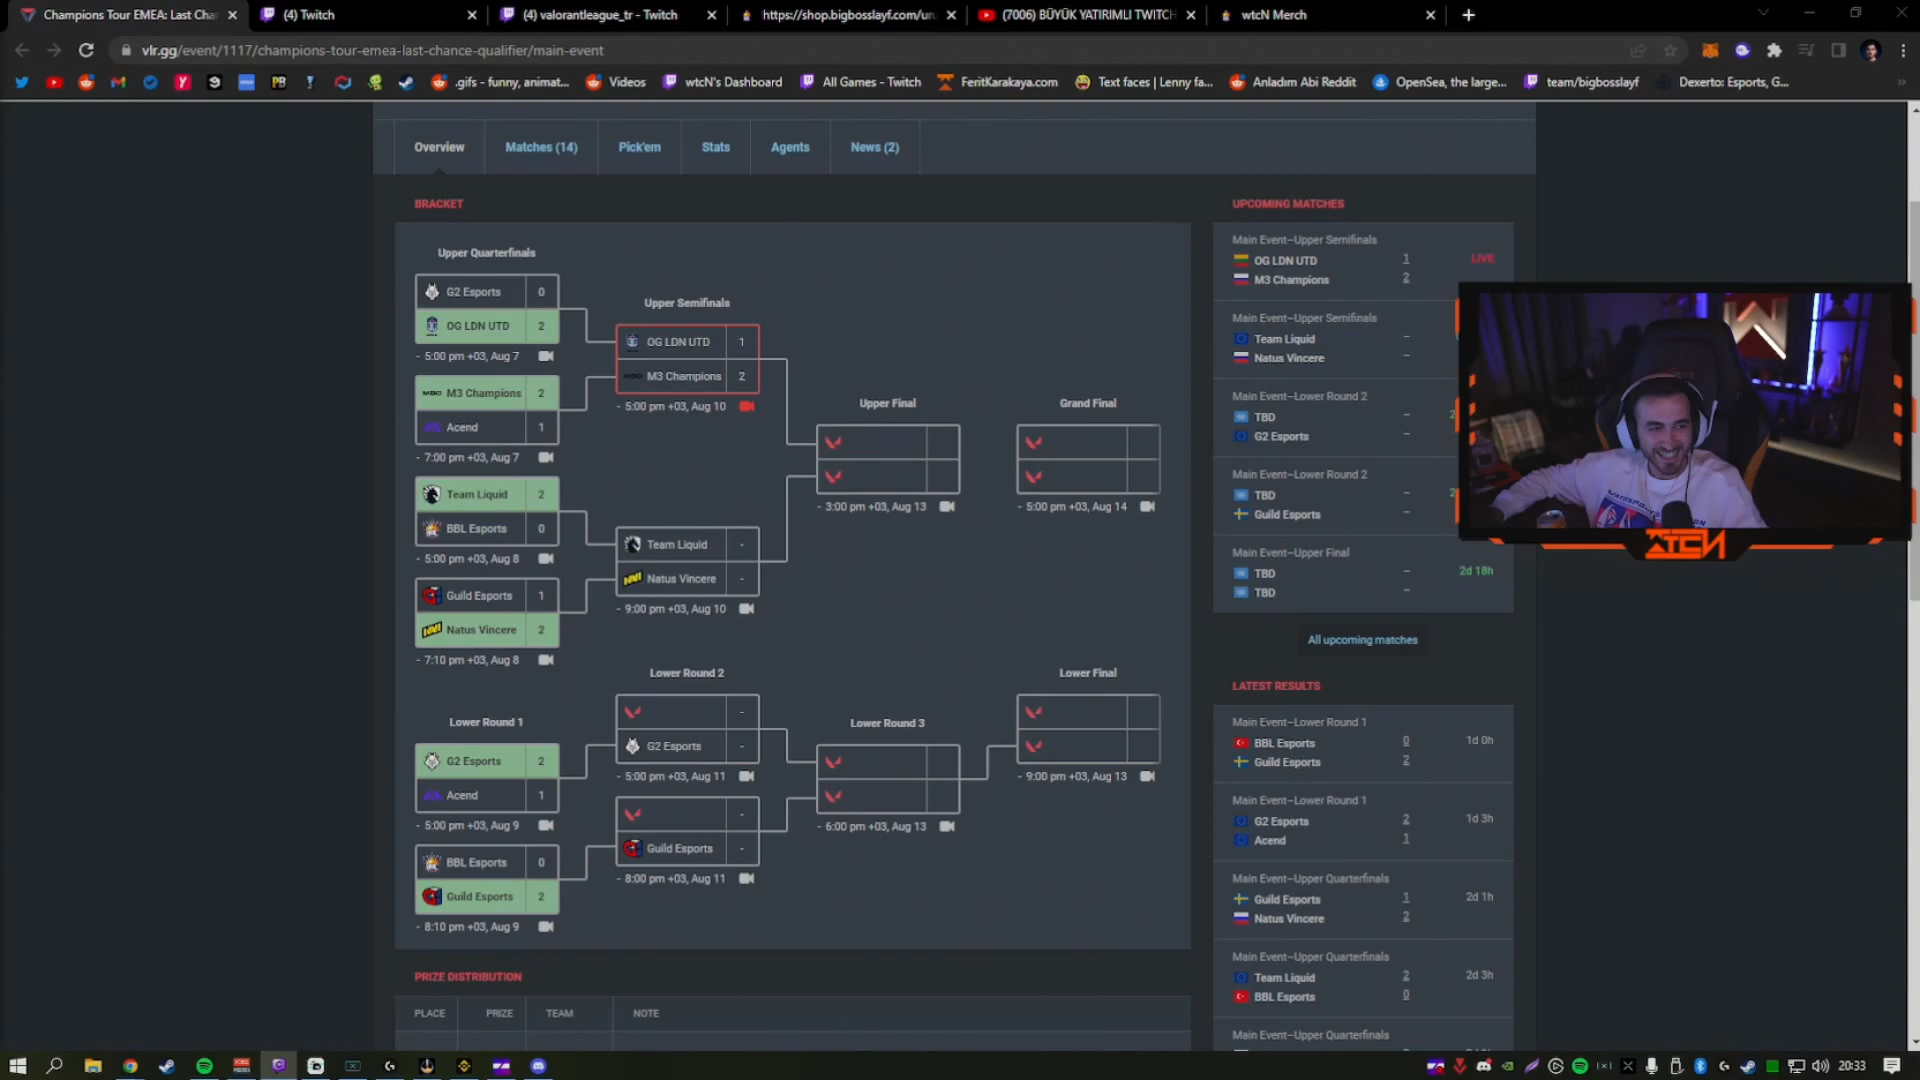 Champions Tour EMEA: Last Cha
(4) Twitch
(4) valorantleague_tr - Twitch
https://shop.bigbosslayf.com/un
(7006) BÜYÜK YATIRIMLI TWITCH
wtcN Merch
vlr.gg/event/1117/champions-tour-emea-last-chance-qualifier/main-event
.gifs - funny, animat...
Videos
wtcN's Dashboard
All Games - Twitch
FeritKarakaya.com
Text faces | Lenny fa...
Anladım Abi Reddit
OpenSea, the large...
team/bigbosslayf
Dexerto: Esports, G...
Overview
Matches (14)
Pick'em
Stats
Agents
News (2)
BRACKET
Upper Quarterfinals
G2 Esports 0
OG LDN UTD 2
- 5:00 pm +03, Aug 7
M3 Champions 2
Acend 1
- 7:00 pm +03, Aug 7
Team Liquid 2
BBL Esports 0
- 5:00 pm +03, Aug 8
Guild Esports 1
Natus Vincere 2
- 7:10 pm +03, Aug 8
Upper Semifinals
OG LDN UTD 1
M3 Champions 2
- 5:00 pm +03, Aug 10
Team Liquid -
Natus Vincere -
- 9:00 pm +03, Aug 10
Upper Final
- 3:00 pm +03, Aug 13
Grand Final
- 5:00 pm +03, Aug 14
Lower Round 1
G2 Esports 2
Acend 1
- 5:00 pm +03, Aug 9
BBL Esports 0
Guild Esports 2
- 8:10 pm +03, Aug 9
Lower Round 2
-
G2 Esports -
- 5:00 pm +03, Aug 11
-
Guild Esports -
- 8:00 pm +03, Aug 11
Lower Round 3
- 6:00 pm +03, Aug 13
Lower Final
- 9:00 pm +03, Aug 13
PRIZE DISTRIBUTION
PLACE PRIZE TEAM NOTE
UPCOMING MATCHES
Main Event–Upper Semifinals
OG LDN UTD 1 LIVE
M3 Champions 2
Main Event–Upper Semifinals
Team Liquid –
Natus Vincere –
Main Event–Lower Round 2
TBD –
G2 Esports –
Main Event–Lower Round 2
TBD –
Guild Esports –
Main Event–Upper Final
TBD – 2d 18h
TBD –
All upcoming matches
LATEST RESULTS
Main Event–Lower Round 1
BBL Esports 0 1d 0h
Guild Esports 2
Main Event–Lower Round 1
G2 Esports 2 1d 3h
Acend 1
Main Event–Upper Quarterfinals
Guild Esports 1 2d 1h
Natus Vincere 2
Main Event–Upper Quarterfinals
Team Liquid 2 2d 3h
BBL Esports 0
Main Event–Upper Quarterfinals
WTCN
20:33